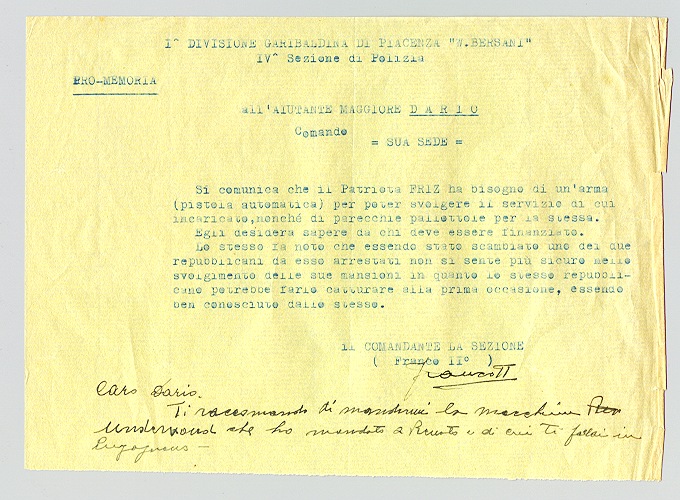 I^ DIVISIONE GARIBALDINA DI PIACENZA "W.BERSANI"
IV^ Sezione di Polizia
PRO-MEMORIA
all'AIUTANTE MAGGIORE D A R I O
Comando
= SUA SEDE =
Si comunica che il Patriota FRIZ ha bisogno di un'arma
(pistola automatica) per poter svolgere il servizio di cui
incaricato,nonché di parecchie pallottole per la stessa.
Egli desidera sapere da chi deve essere finanziato.
Lo stesso fa noto che essendo stato scambiato uno dei due
repubblicani da esso arrestati non si sente più sicuro nello
svolgimento delle sue mansioni in quanto lo stesso repubbli-
cano potrebbe farlo catturare alla prima occasione, essendo
ben conosciuto dallo stesso.
il COMANDANTE LA SEZIONE
( Franco II° )
Franco II
Caro Dario.
Ti raccomando di mandirmi la macchina
Underwood che ho mandato a e di cui ti parlai in